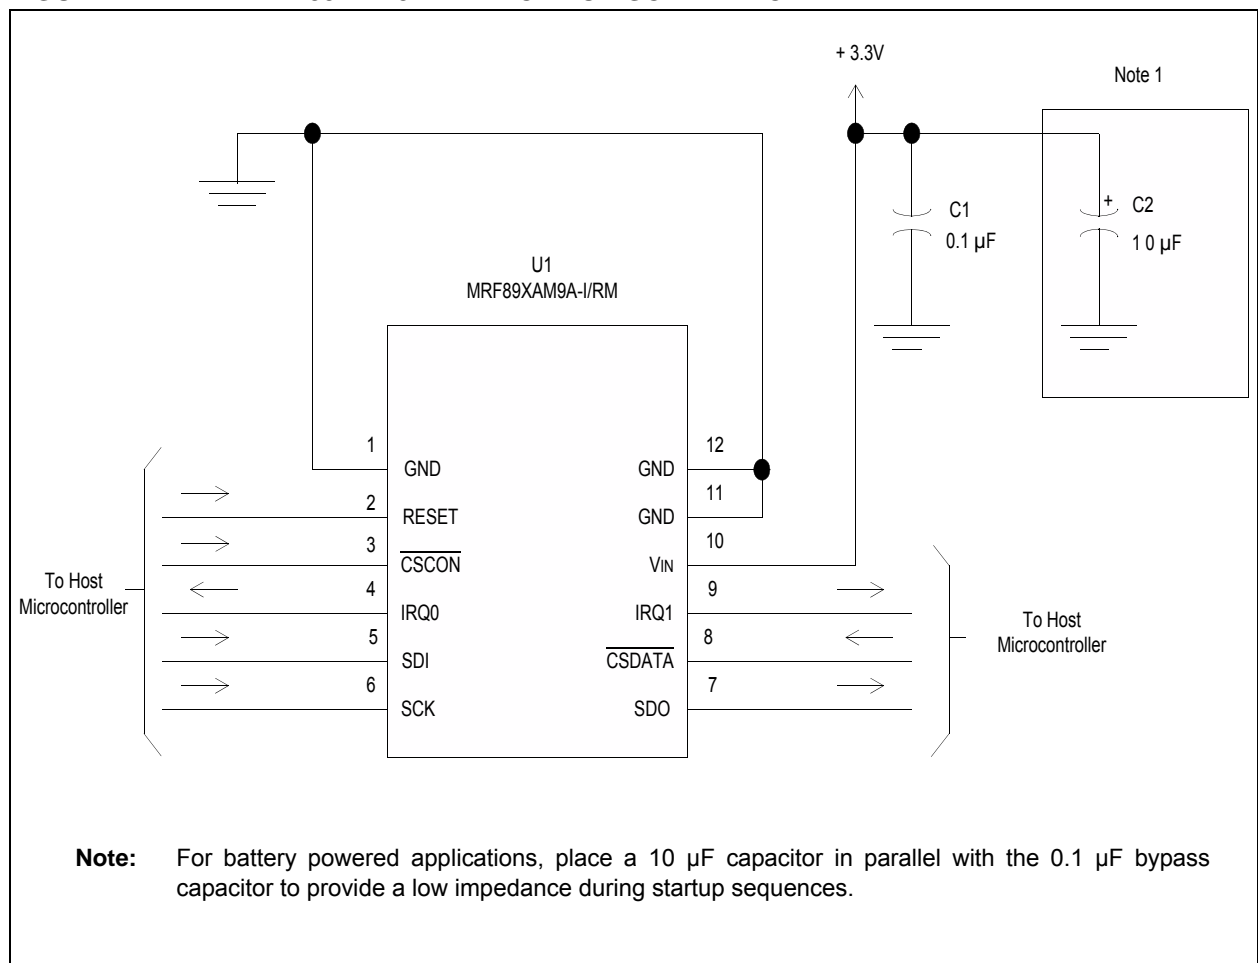 + 3.3V
Note 1
C1
0.1 µF
+
C2
1 0 µF
U1
MRF89XAM9A-I/RM
1
GND
2
RESET
3
CSCON
4
IRQ0
5
SDI
6
SCK
12
GND
11
GND
10
VIN
9
IRQ1
8
CSDATA
7
SDO
To Host
Microcontroller
To Host
Microcontroller
Note: For battery powered applications, place a 10 µF capacitor in parallel with the 0.1 µF bypass
capacitor to provide a low impedance during startup sequences.